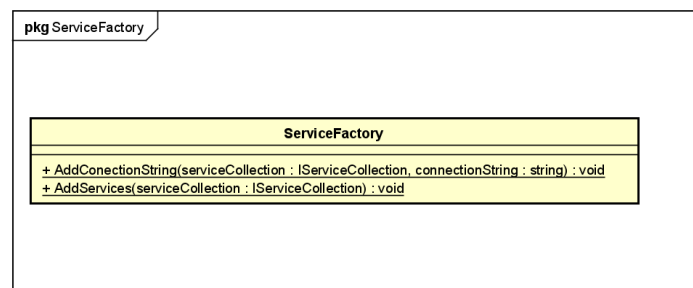 pkg ServiceFactory
ServiceFactory
+ AddConectionString(serviceCollection : IServiceCollection, connectionString : string) : void
+ AddServices(serviceCollection : IServiceCollection) : void